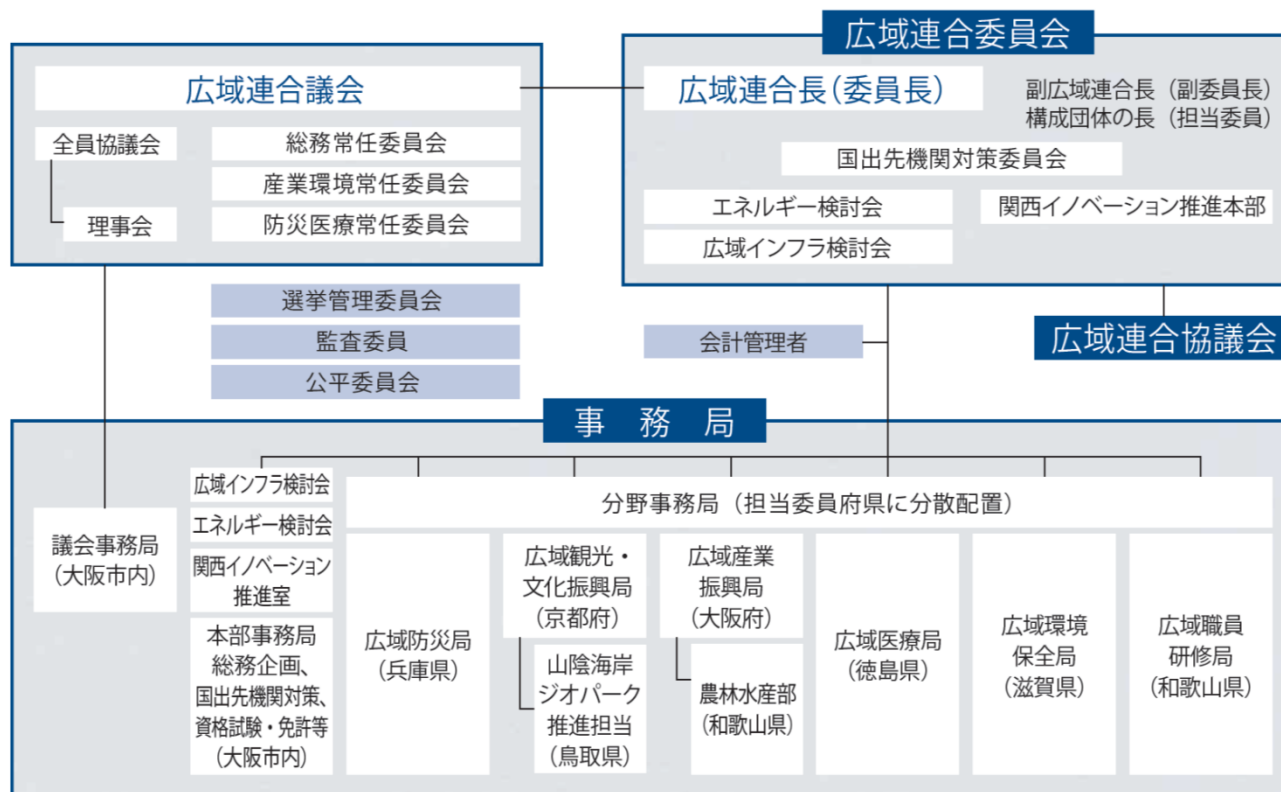 広域連合議会
全員協議会
理事会
総務常任委員会
産業環境常任委員会
防災医療常任委員会
広域連合委員会
広域連合長（委員長）
副広域連合長（副委員長）
構成団体の長（担当委員）
国出先機関対策委員会
エネルギー検討会
関西イノベーション推進本部
広域インフラ検討会
選挙管理委員会
監査委員
公平委員会
会計管理者
広域連合協議会
事 務 局
議会事務局
（大阪市内）
広域インフラ検討会
エネルギー検討会
関西イノベーション
推進室
本部事務局
総務企画、
国出先機関対策、
資格試験・免許等
（大阪市内）
分野事務局（担当委員府県に分散配置）
広域防災局
（兵庫県）
広域観光・
文化振興局
（京都府）
山陰海岸
ジオパーク
推進担当
（鳥取県）
広域産業
振興局
（大阪府）
農林水産部
（和歌山県）
広域医療局
（徳島県）
広域環境
保全局
（滋賀県）
広域職員
研修局
（和歌山県）